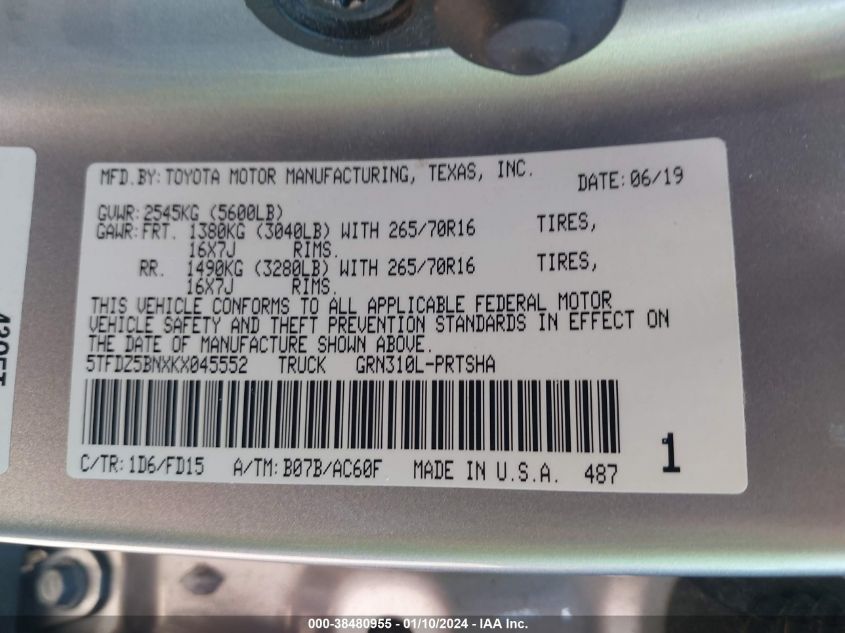 MFD.BY: TOYOTA MOTOR MANUFACTURING, TEXAS, INC. DATE: 06/19
GVWR: 2545KG (5600LB)
GAWR: FRT. 1380KG (3040LB) WITH 265/70R16 TIRES,
16X7J RIMS.
RR. 1490KG (3280LB) WITH 265/70R16 TIRES,
16X7J RIMS.
THIS VEHICLE CONFORMS TO ALL APPLICABLE FEDERAL MOTOR
VEHICLE SAFETY AND THEFT PREVENTION STANDARDS IN EFFECT ON
THE DATE OF MANUFACTURE SHOWN ABOVE.
5TFDZ5BNXKX045552 TRUCK GRN310L-PRTSHA
C/TR: 1D6/FD15 A/TM: B07B/AC60F MADE IN U.S.A. 487 1
000-38480955 - 01/10/2024 - IAA Inc.